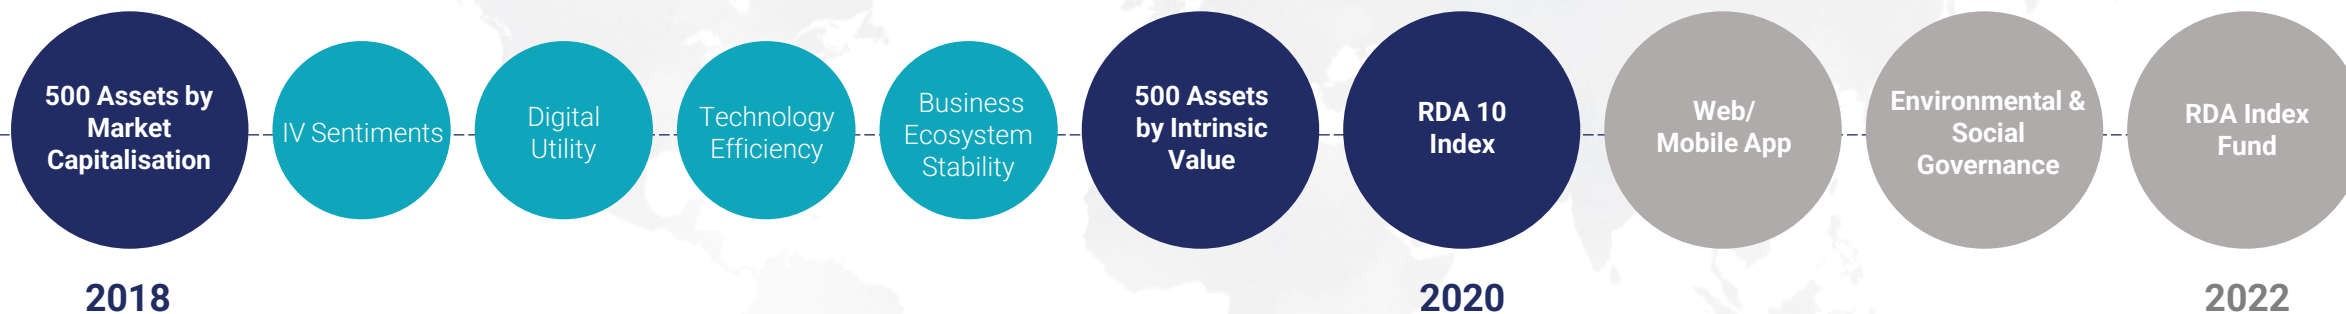 500 Assets by
Market
Capitalisation
IV Sentiments
Digital
Utility
Technology
Efficiency
Business
Ecosystem
Stability
500 Assets
by Intrinsic
Value
RDA 10
Index
Web/
Mobile App
Environmental &
Social
Governance
RDA Index
Fund
2018
2020
2022